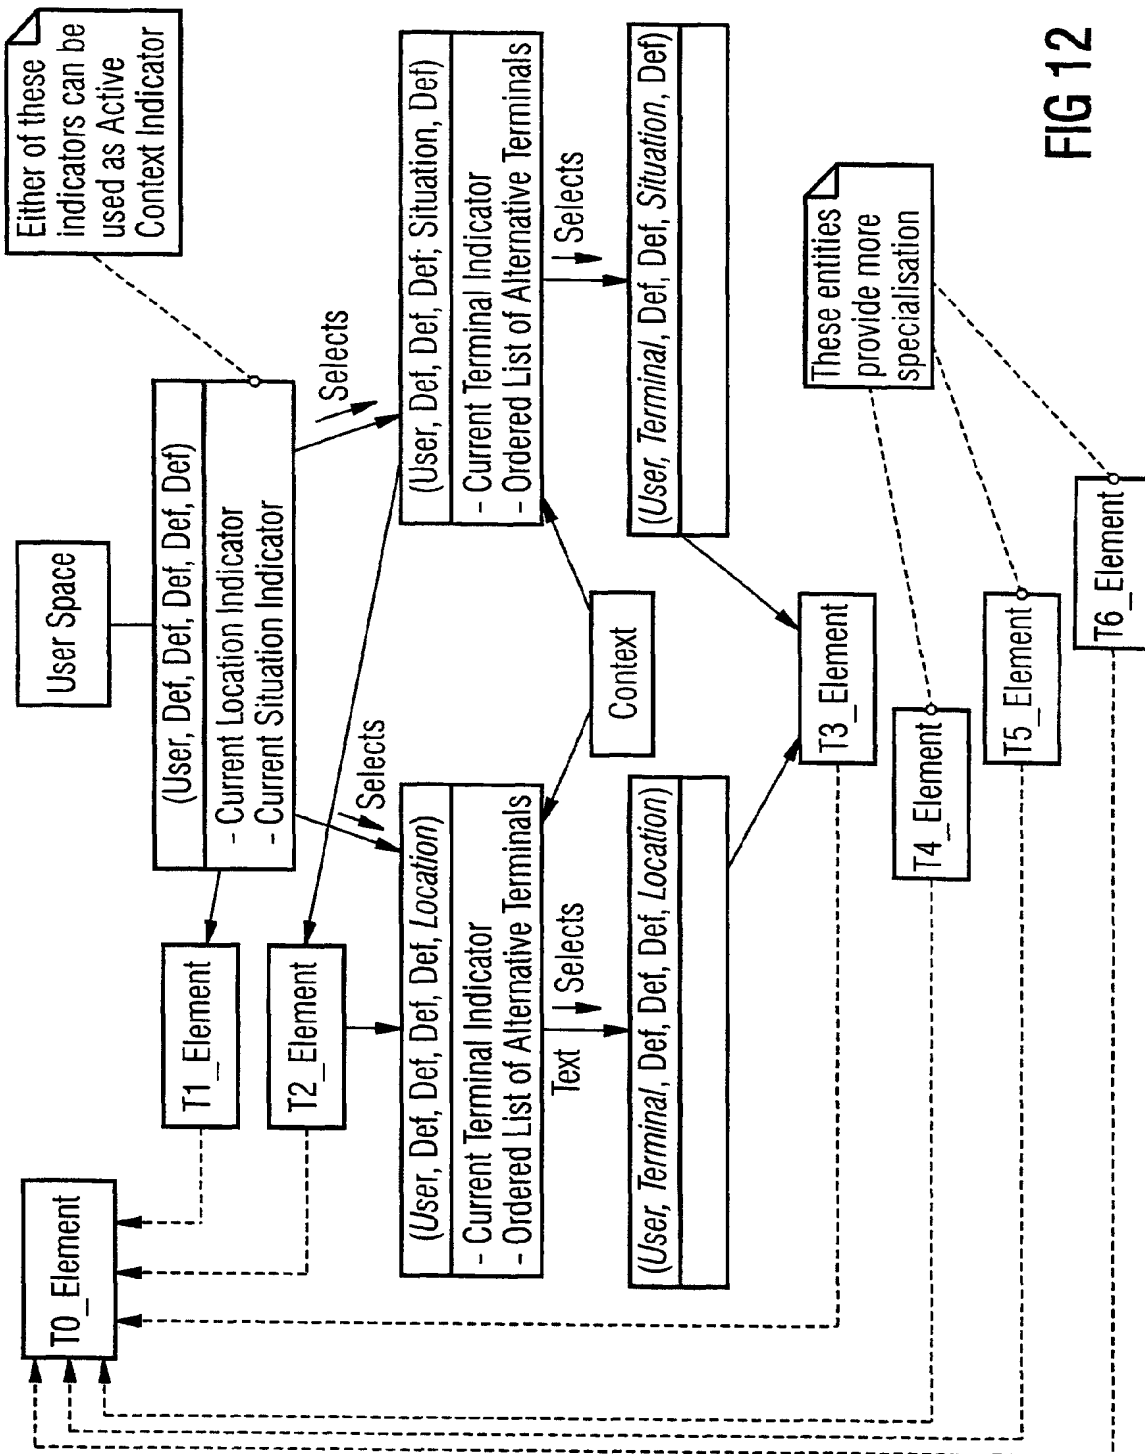 T0_Element
T1_Element
T2_Element
User Space
(User, Def, Def, Def, Def, Def)
- Current Location Indicator
- Current Situation Indicator
Either of these
indicators can be
used as Active
Context Indicator
Selects
Selects
(User, Def, Def, Def, Def, Location)
- Current Terminal Indicator
- Ordered List of Alternative Terminals
(User, Def, Def, Def; Situation, Def)
- Current Terminal Indicator
- Ordered List of Alternative Terminals
Text
Selects
Context
Selects
(User, Terminal, Def, Def, Def, Location)
(User, Terminal, Def, Def, Situation, Def)
T3_Element
T4_Element
T5_Element
T6_Element
These entities
provide more
specialisation
FIG 12